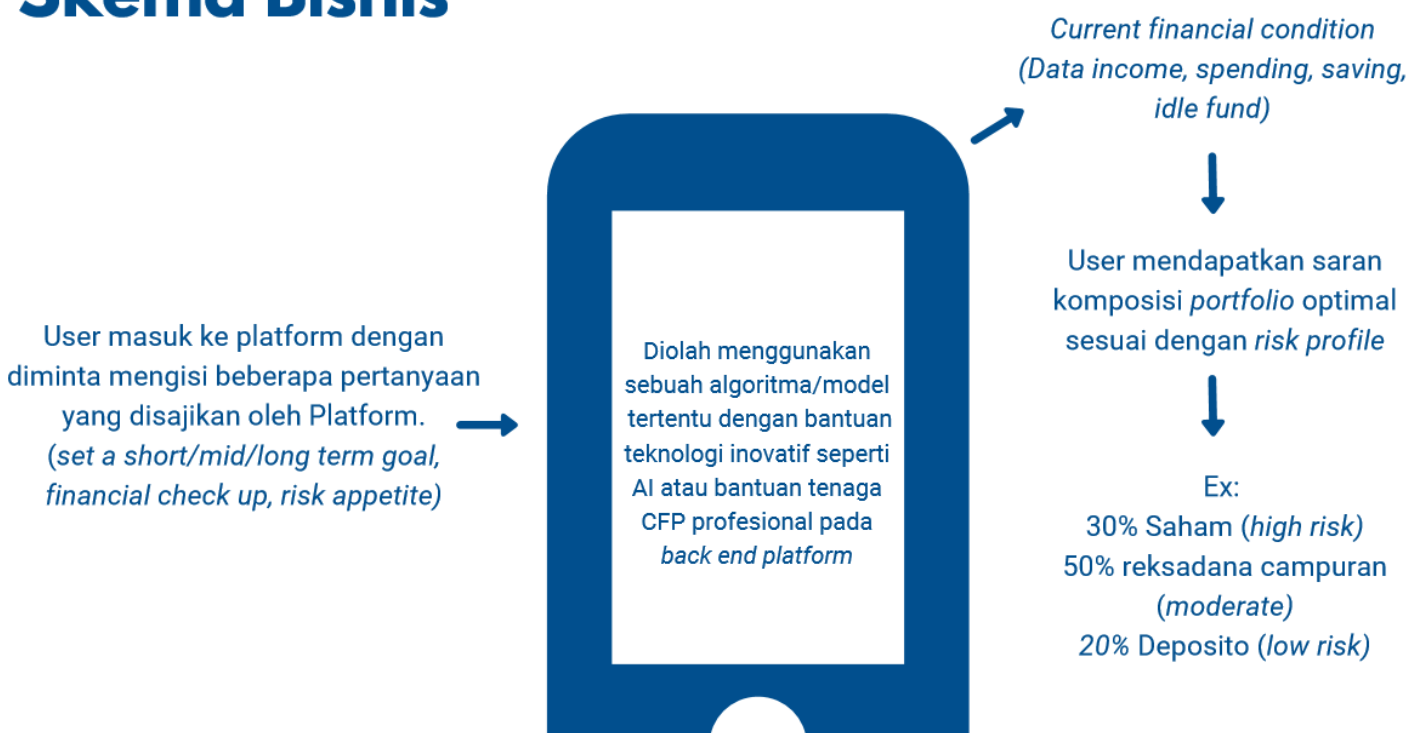 Skema Bisnis
User masuk ke platform dengan
diminta mengisi beberapa pertanyaan
yang disajikan oleh Platform.
(set a short/mid/long term goal,
financial check up, risk appetite)
Diolah menggunakan
sebuah algoritma/model
tertentu dengan bantuan
teknologi inovatif seperti
AI atau bantuan tenaga
CFP profesional pada
back end platform
Current financial condition
(Data income, spending, saving,
idle fund)
User mendapatkan saran
komposisi portfolio optimal
sesuai dengan risk profile
Ex:
30% Saham (high risk)
50% reksadana campuran
(moderate)
20% Deposito (low risk)